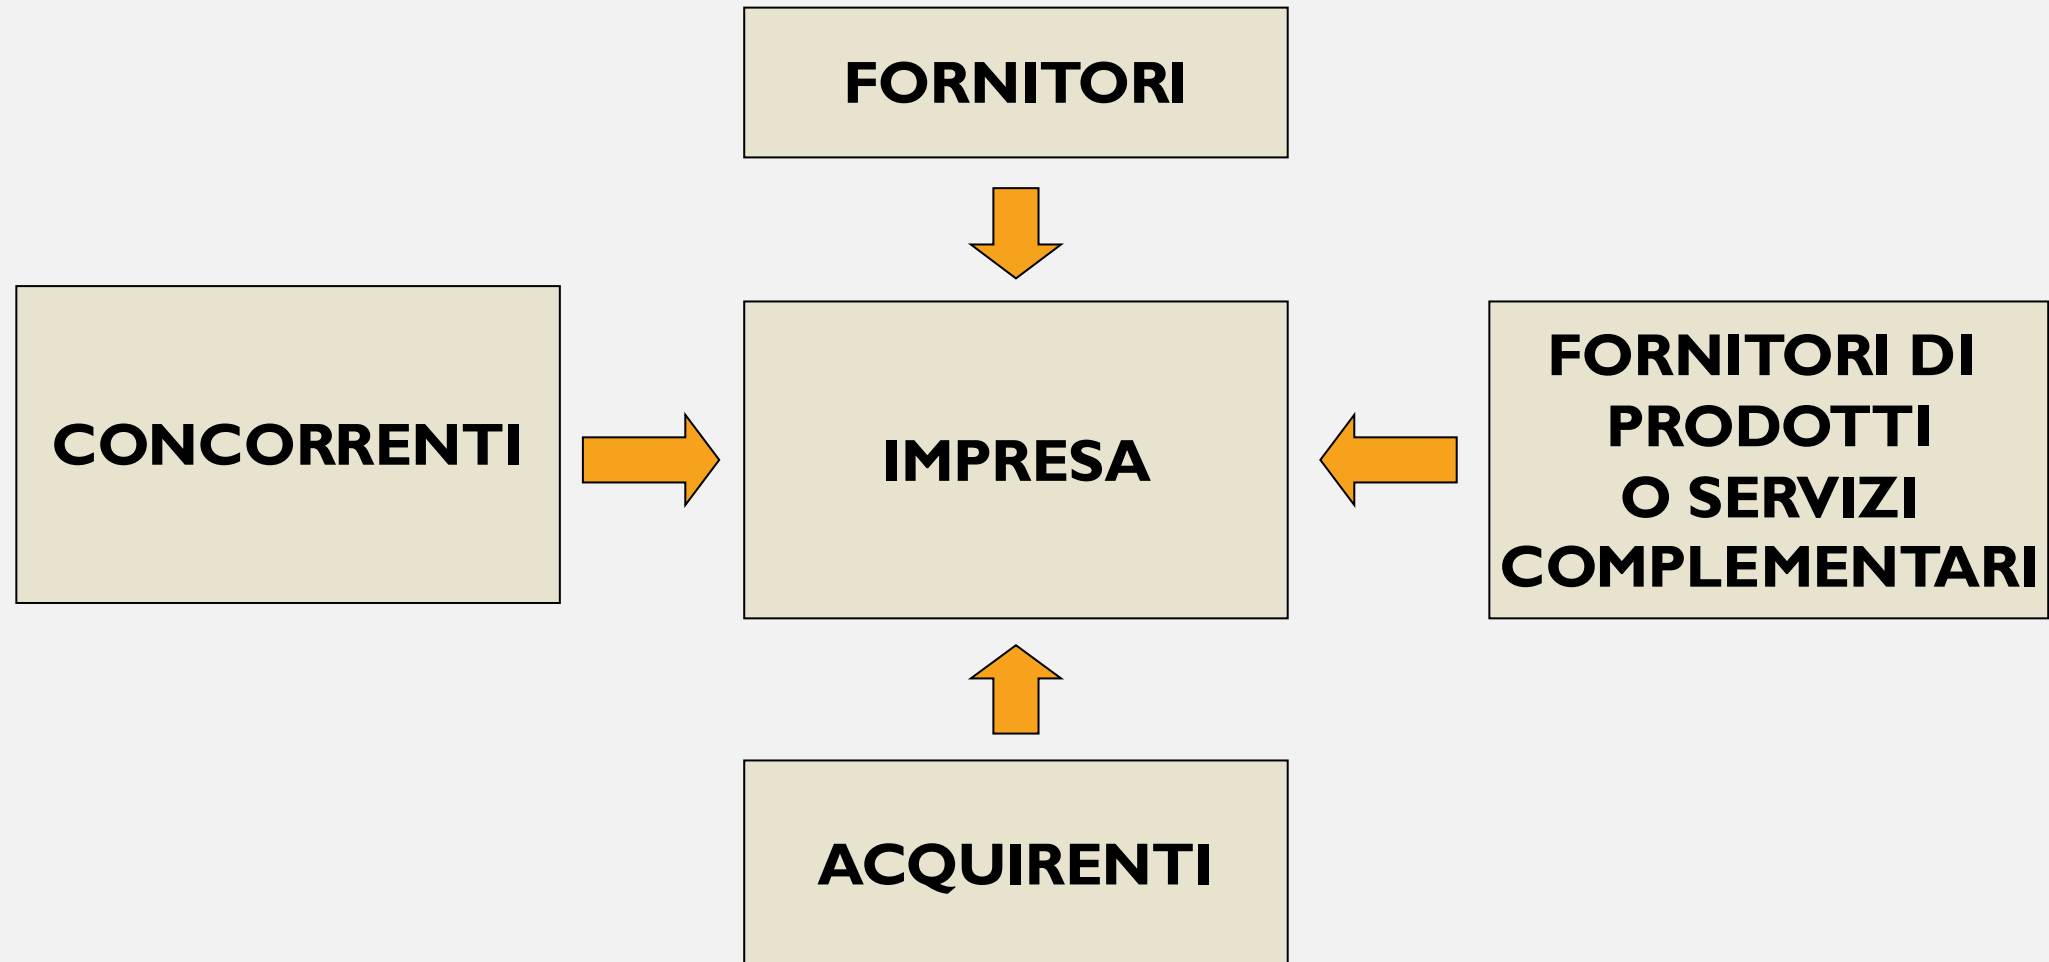 FORNITORI
CONCORRENTI
IMPRESA
FORNITORI DI
PRODOTTI
O SERVIZI
COMPLEMENTARI
ACQUIRENTI